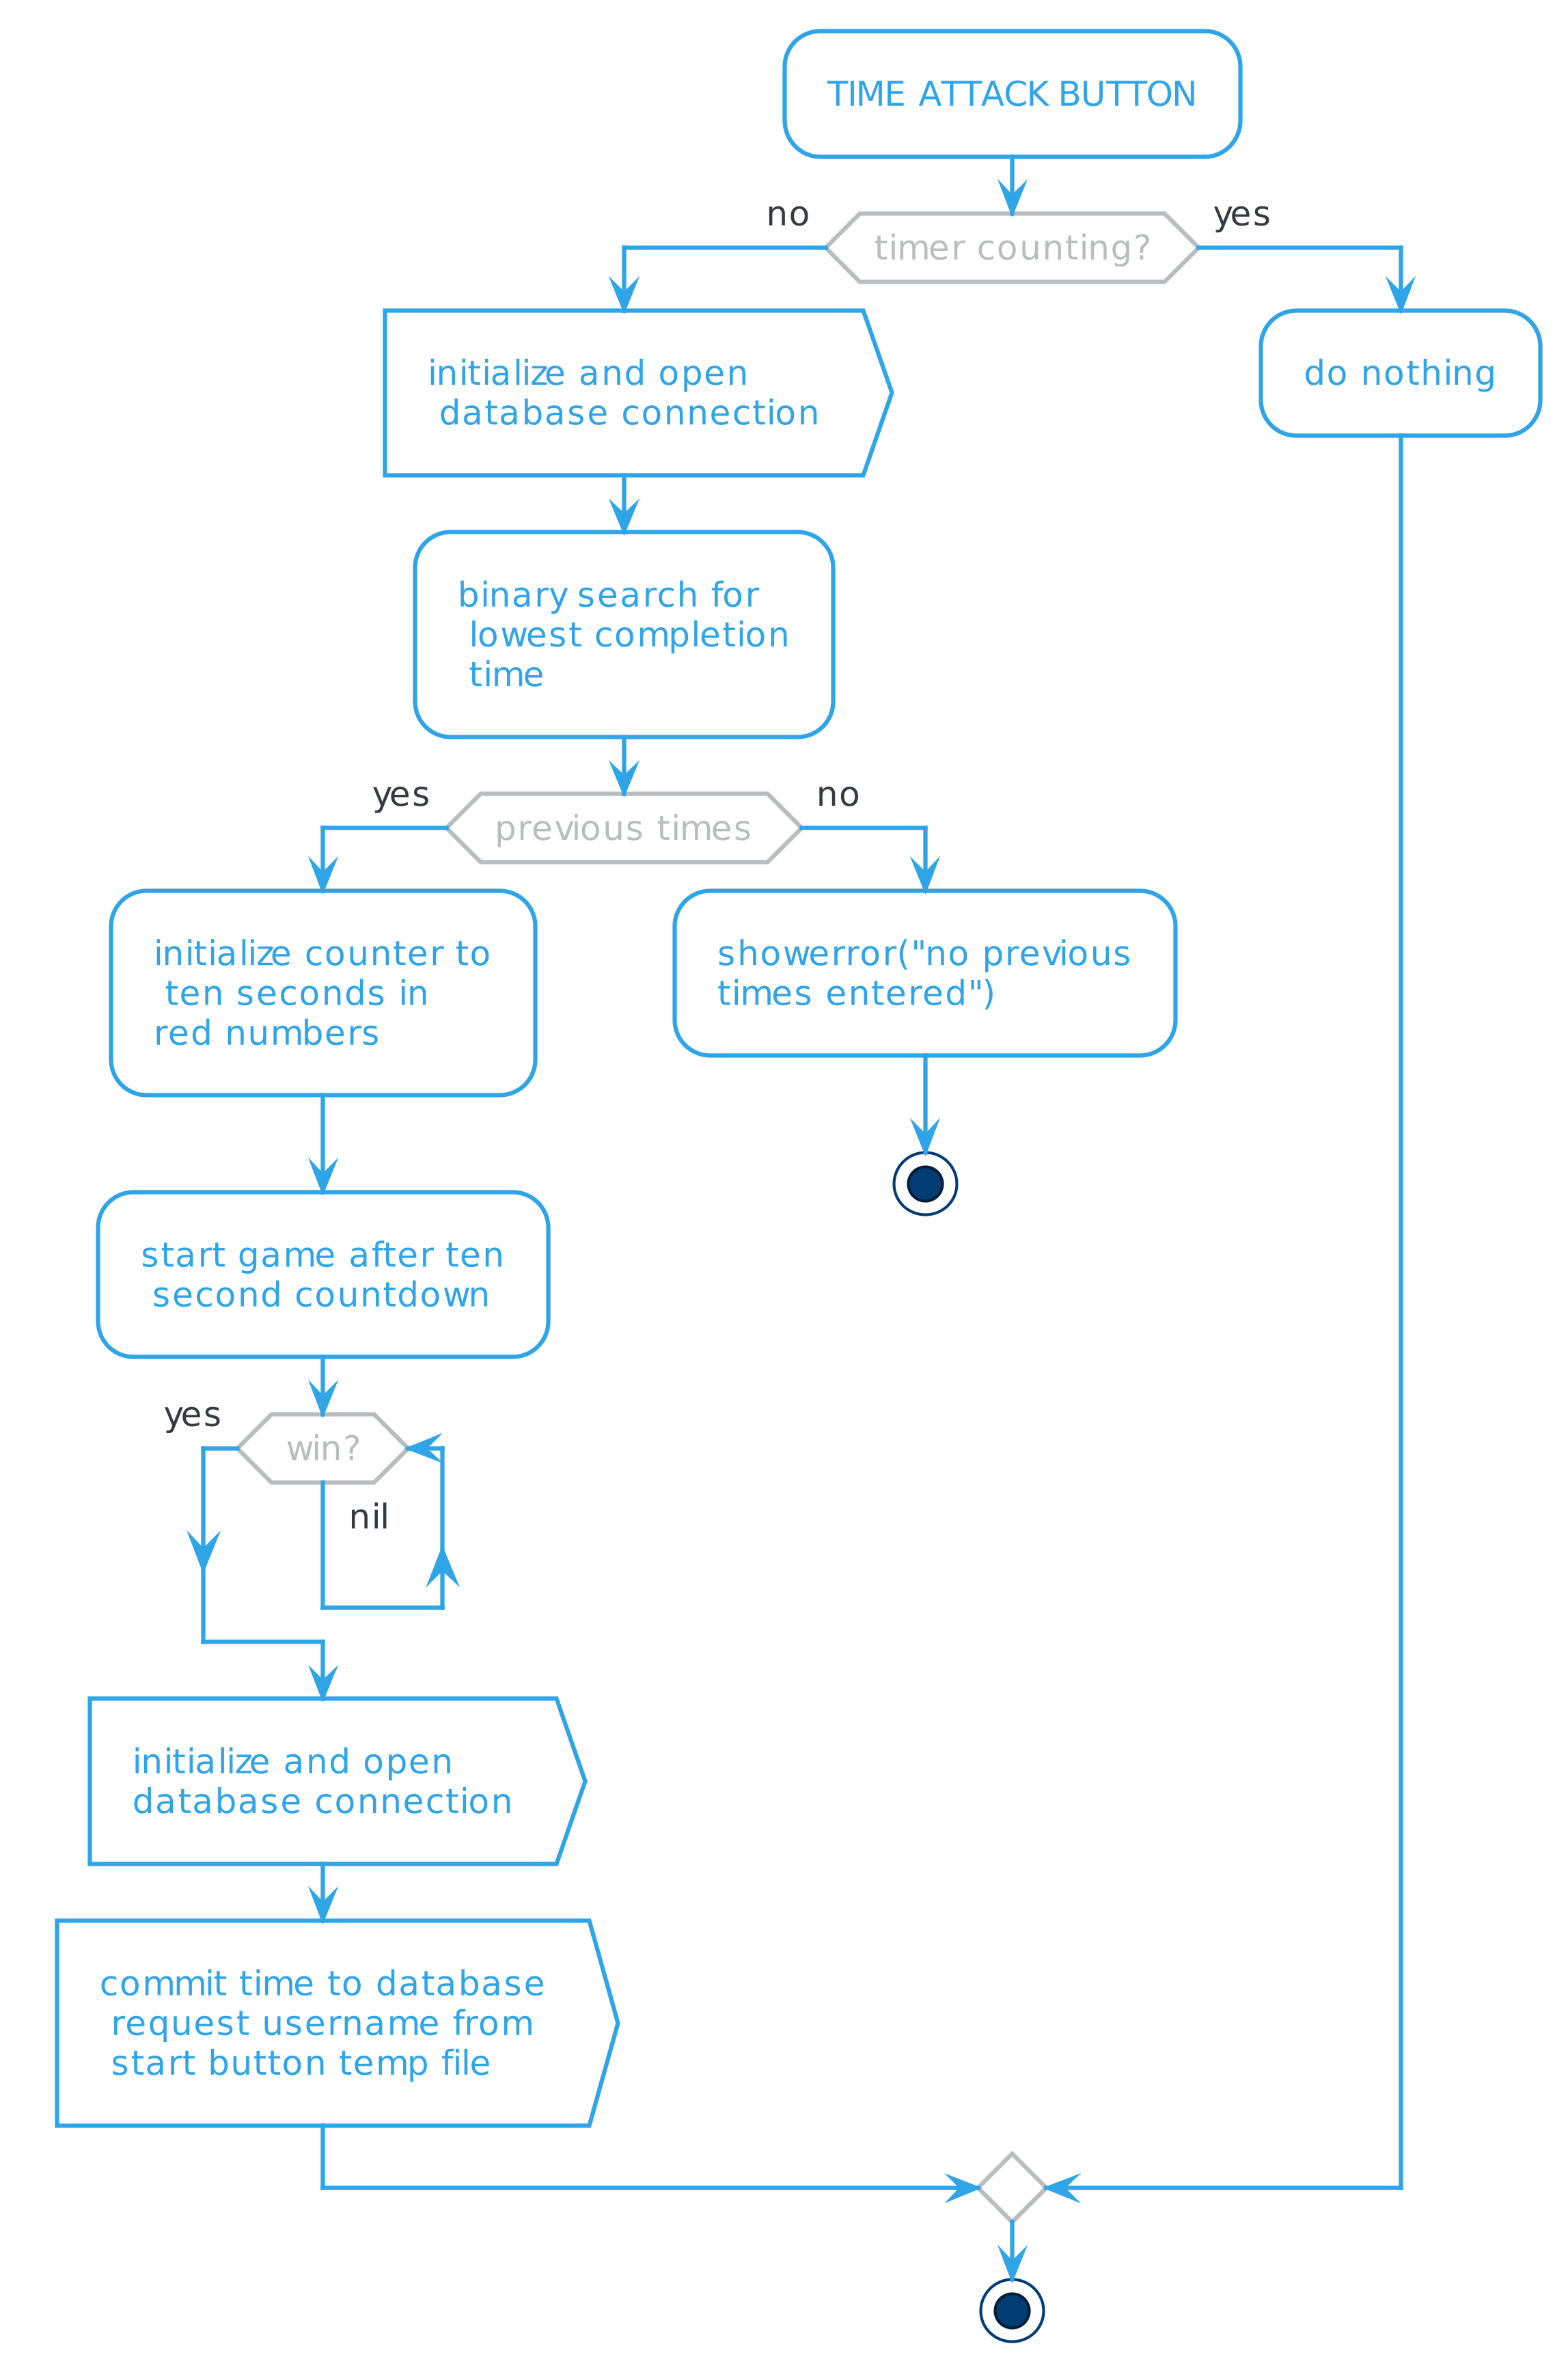 TIME ATTACK BUTTON
no
yes
timer counting?
initialize and open
database connection
do nothing
binary search for
lowest completion
time
yes
no
previous times
initialize counter to
ten seconds in
red numbers
showerror("no previous
times entered")
start game after ten
second countdown
yes
win?
nil
initialize and open
database connection
commit time to database
request username from
start button temp file